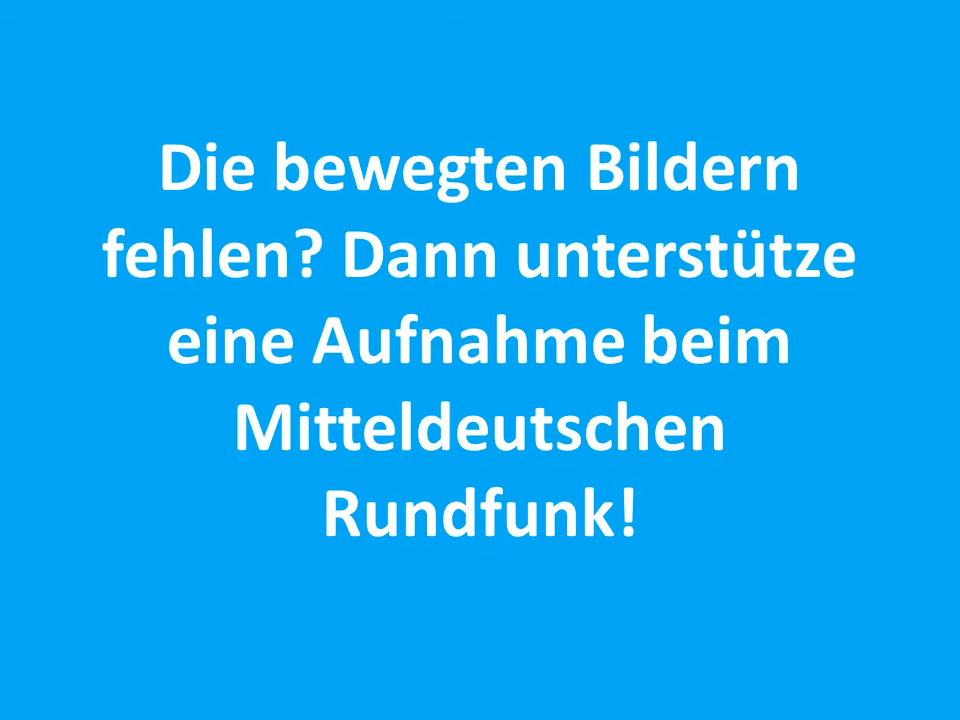 Die bewegten Bildern
fehlen? Dann unterstütze
eine Aufnahme beim
Mitteldeutschen
Rundfunk!